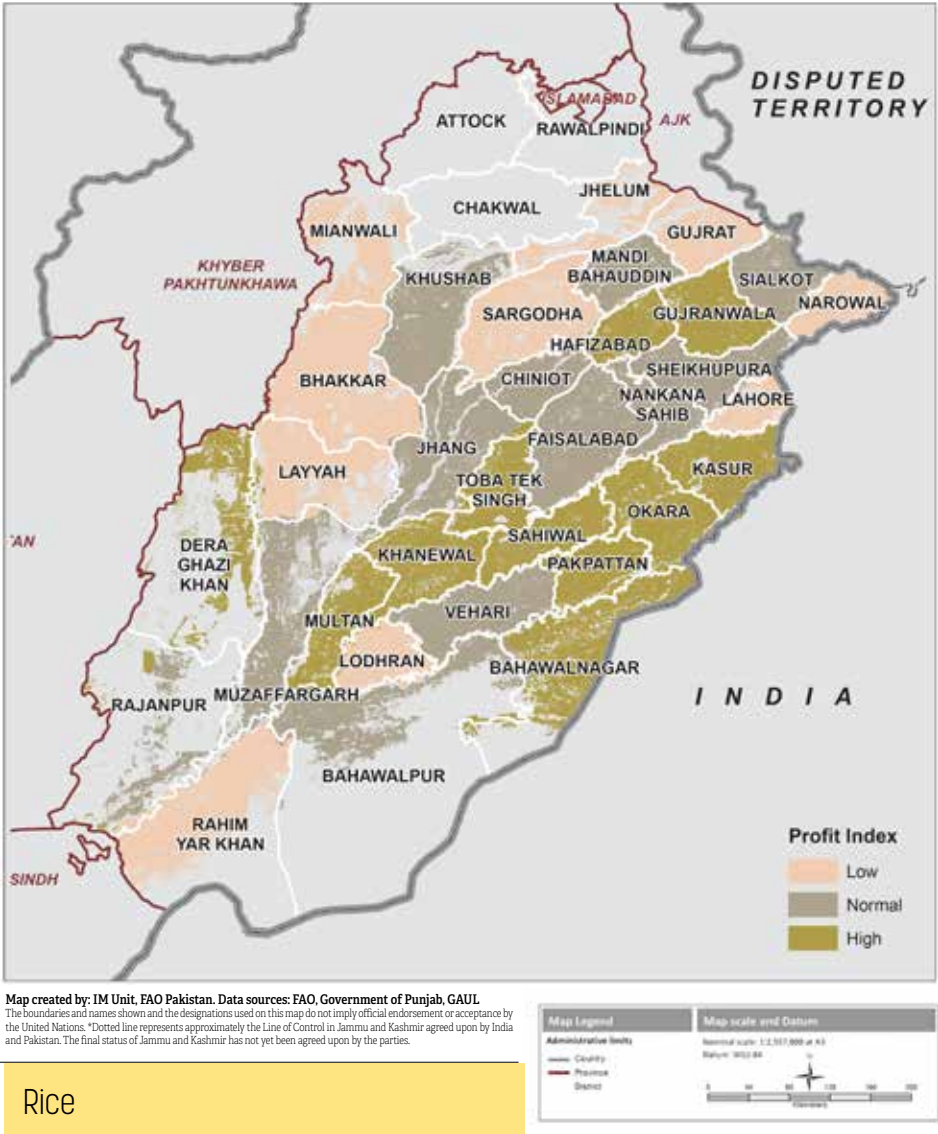 DISPUTED
TERRITORY
ISLAMABAD
ATTOCK
RAWALPINDI
AJK
JHELUM
CHAKWAL
MIANWALI
GUJRAT
KHYBER
PAKHTUNKHAWA
KHUSHAB
MANDI
BAHAUDDIN
SIALKOT
NAROWAL
SARGODHA
GUJRANWALA
HAFIZABAD
SHEIKHUPURA
BHAKKAR
CHINIOT
NANKANA
SAHIB
LAHORE
JHANG
FAISALABAD
LAYYAH
TOBA TEK
SINGH
KASUR
OKARA
'AN
DERA
GHAZI
KHAN
SAHIWAL
KHANEWAL
PAKPATTAN
MULTAN
VEHARI
LODHRAN
BAHAWALNAGAR
RAJANPUR
MUZAFFARGARH
INDIA
BAHAWALPUR
RAHIM
YAR KHAN
SINDH
Profit Index
Low
Normal
High
Map created by: IM Unit, FAO Pakistan. Data sources: FAO, Government of Punjab, GAUL
The boundaries and names shown and the designations used on this map do not imply official endorsement or acceptance by
the United Nations. *Dotted line represents approximately the Line of Control in Jammu and Kashmir agreed upon by India
and Pakistan. The final status of Jammu and Kashmir has not yet been agreed upon by the parties.
Rice
Map Legend
Administrative limits
Country
Province
District
Map scale and Datum
Nominal scale
Datum: WGS 84
Kilometers